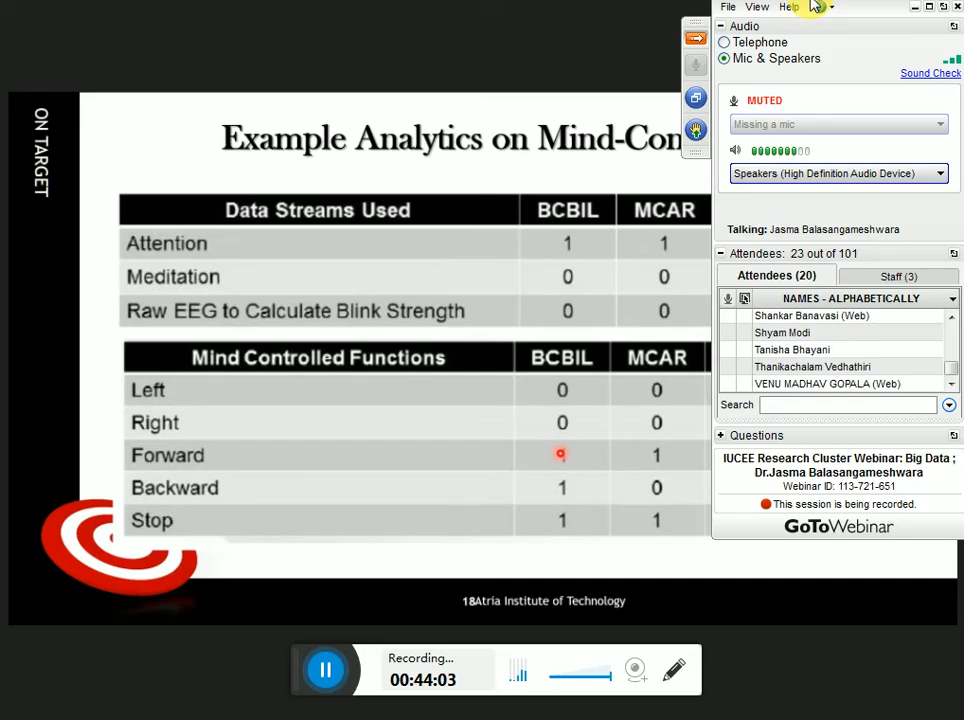 File View Help
Audio
Telephone
Mic & Speakers
Sound Check
MUTED
Missing a mic
Speakers (High Definition Audio Device)
Talking: Jasma Balasangameshwara
Attendees: 23 out of 101
Attendees (20) Staff (3)
NAMES - ALPHABETICALLY
Shankar Banavasi (Web)
Shyam Modi
Tanisha Bhayani
Thanikachalam Vedhathiri
VENU MADHAV GOPALA (Web)
Search
Questions
IUCEE Research Cluster Webinar: Big Data ;
Dr.Jasma Balasangameshwara
Webinar ID: 113-721-651
This session is being recorded.
GoToWebinar
ON TARGET
Example Analytics on Mind-Con
Data Streams Used BCBIL MCAR
Attention 1 1
Meditation 0 0
Raw EEG to Calculate Blink Strength 0 0
Mind Controlled Functions BCBIL MCAR
Left 0 0
Right 0 0
Forward 1
Backward 1 0
Stop 1 1
18Atria Institute of Technology
Recording...
00:44:03